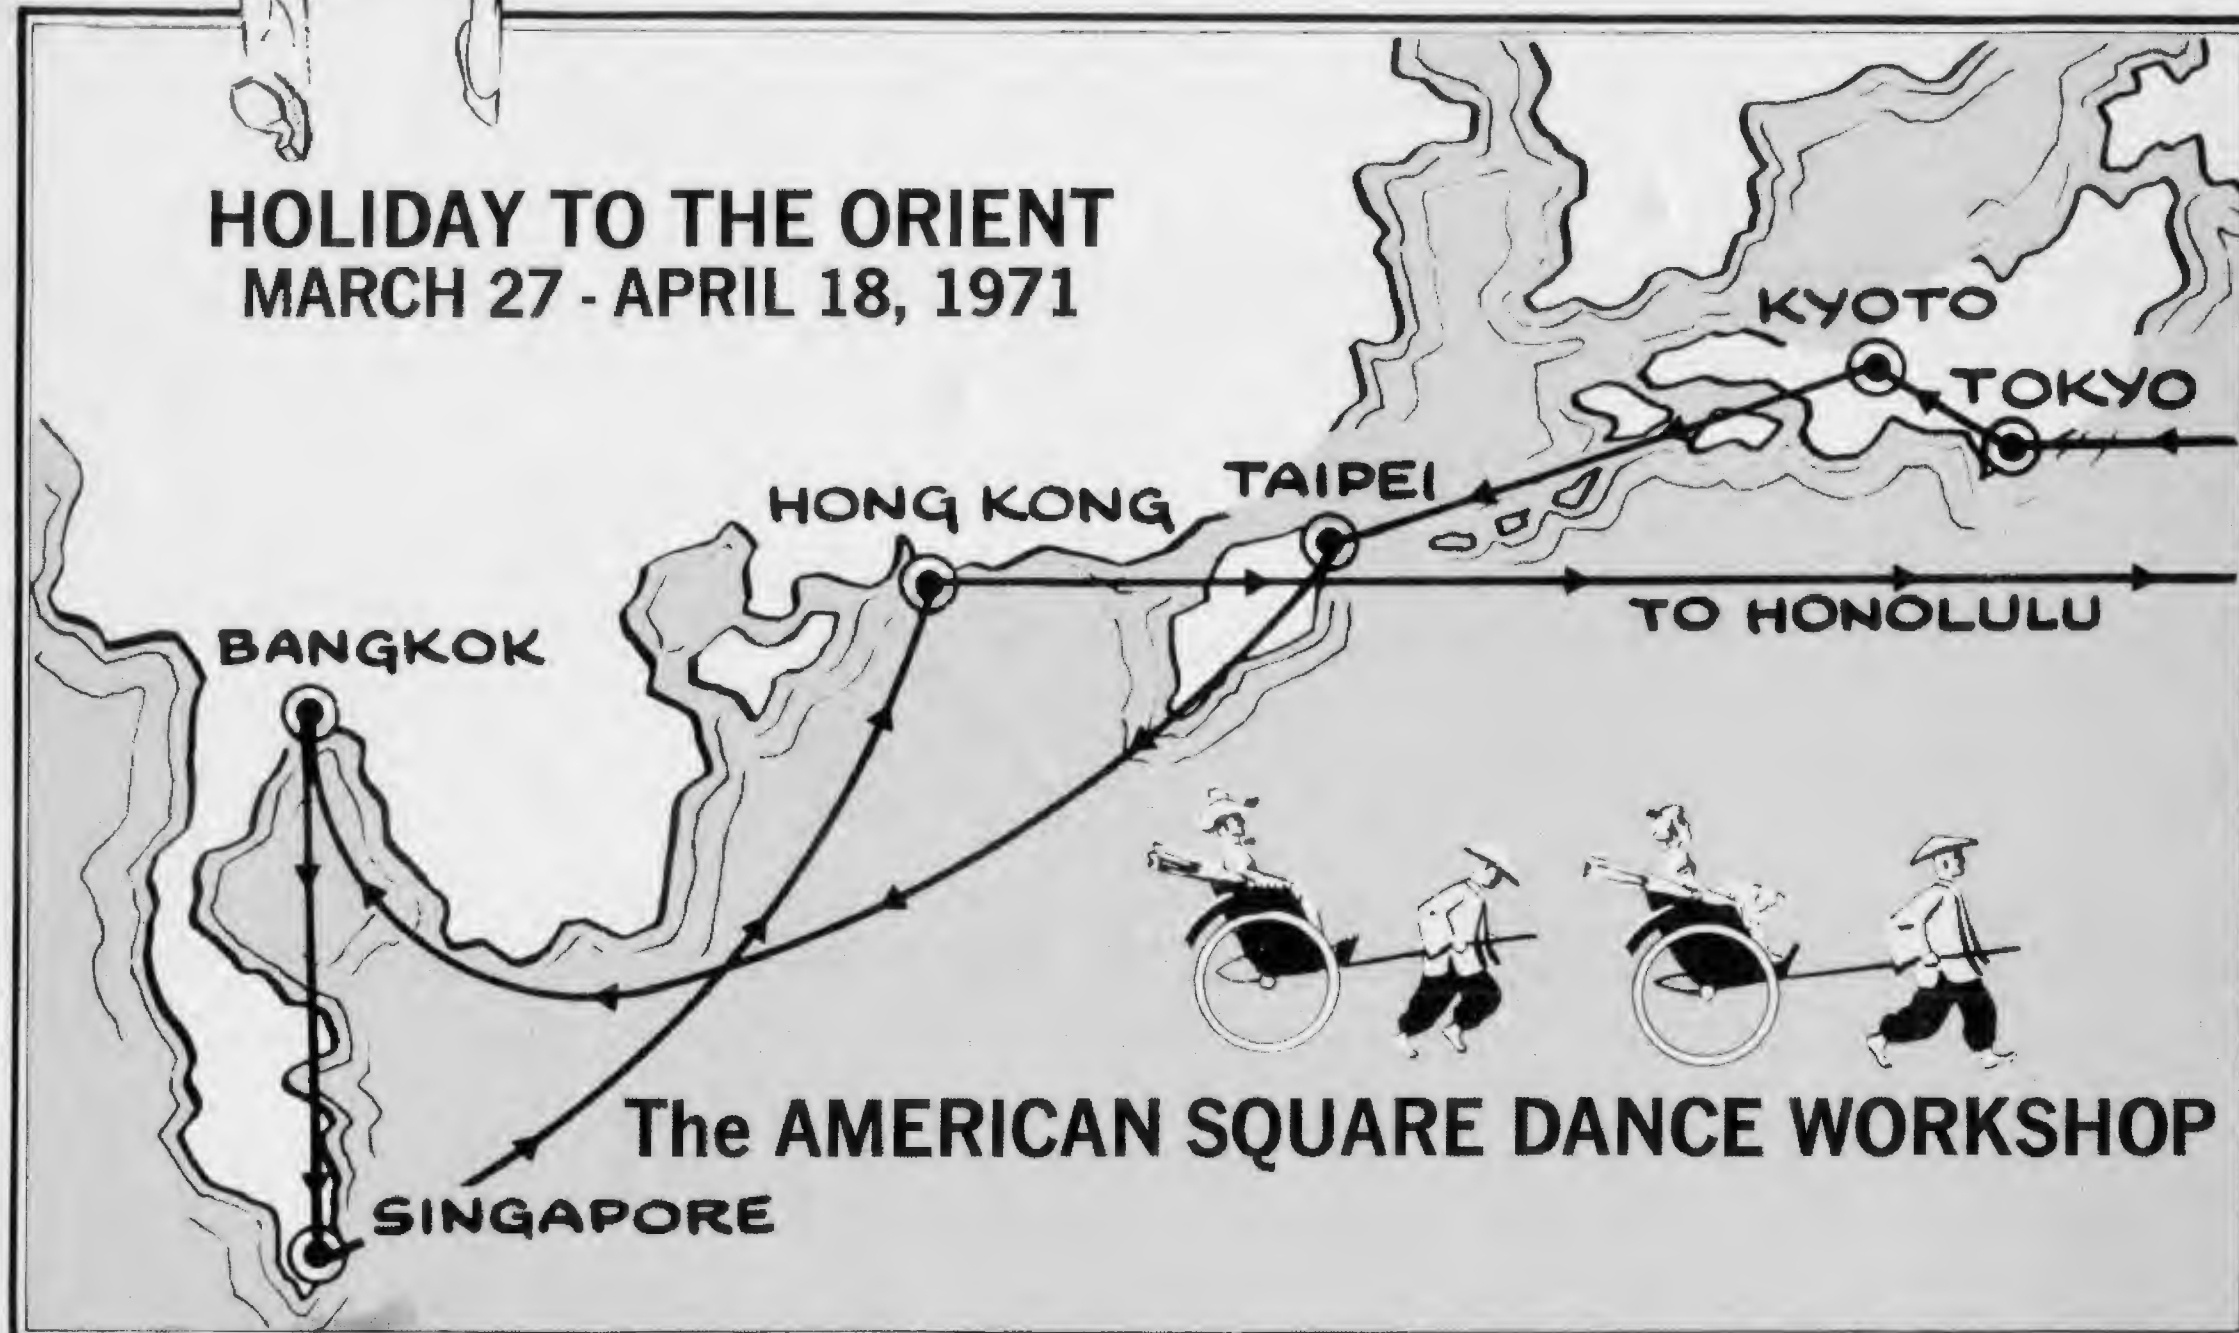 HOLIDAY TO THE ORIENT
MARCH 27 - APRIL 18, 1971
KYOTO
TOKYO
TAIPEI
HONG KONG
TO HONOLULU
BANGKOK
The AMERICAN SQUARE DANCE WORKSHOP
SINGAPORE